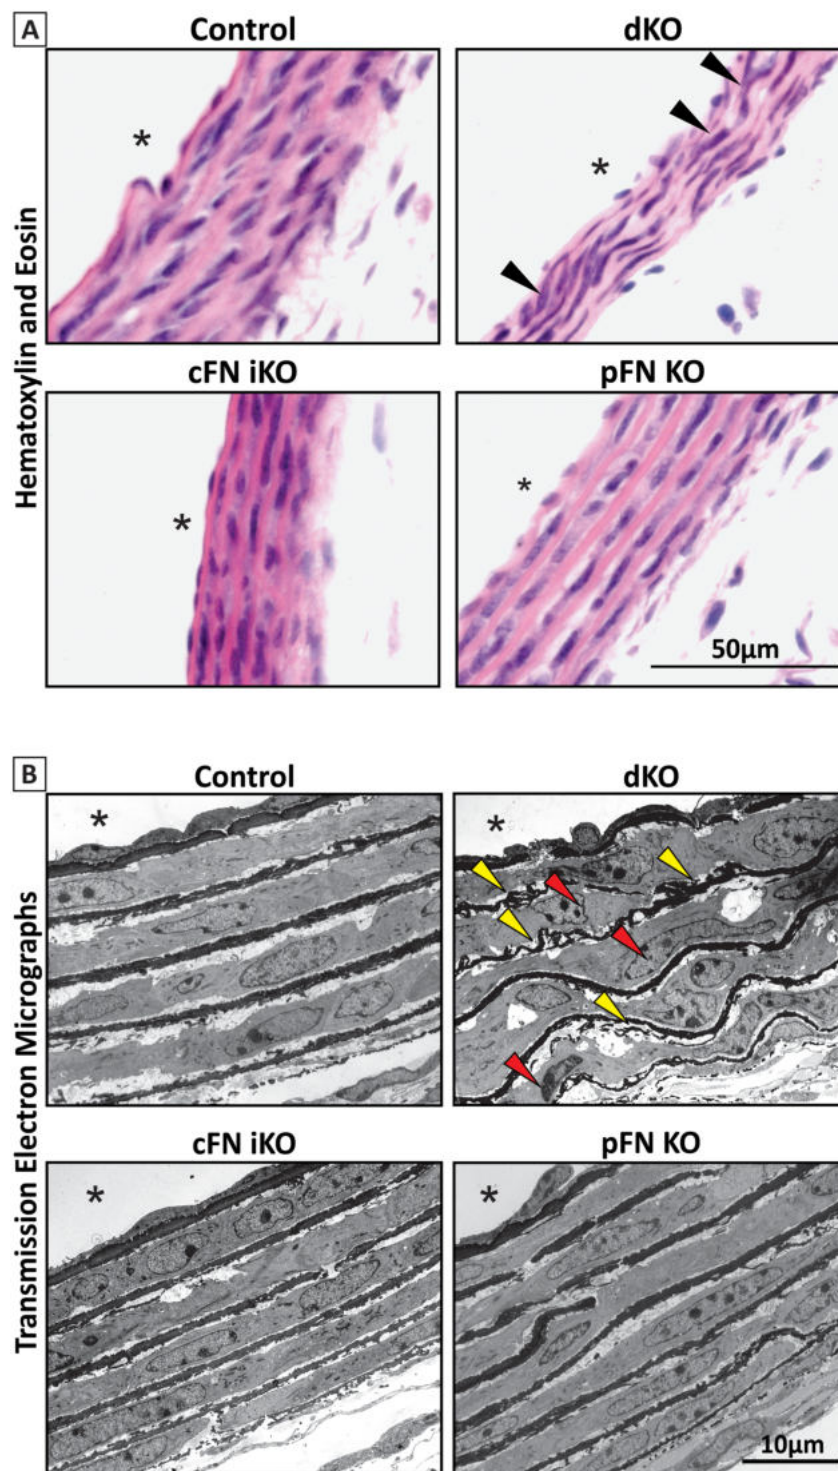 A
Control
dKO
*
*
Hematoxylin and Eosin
cFN iKO
pFN KO
*
*
50µm
B
Control
dKO
*
*
Transmission Electron Micrographs
cFN iKO
pFN KO
*
*
10µm